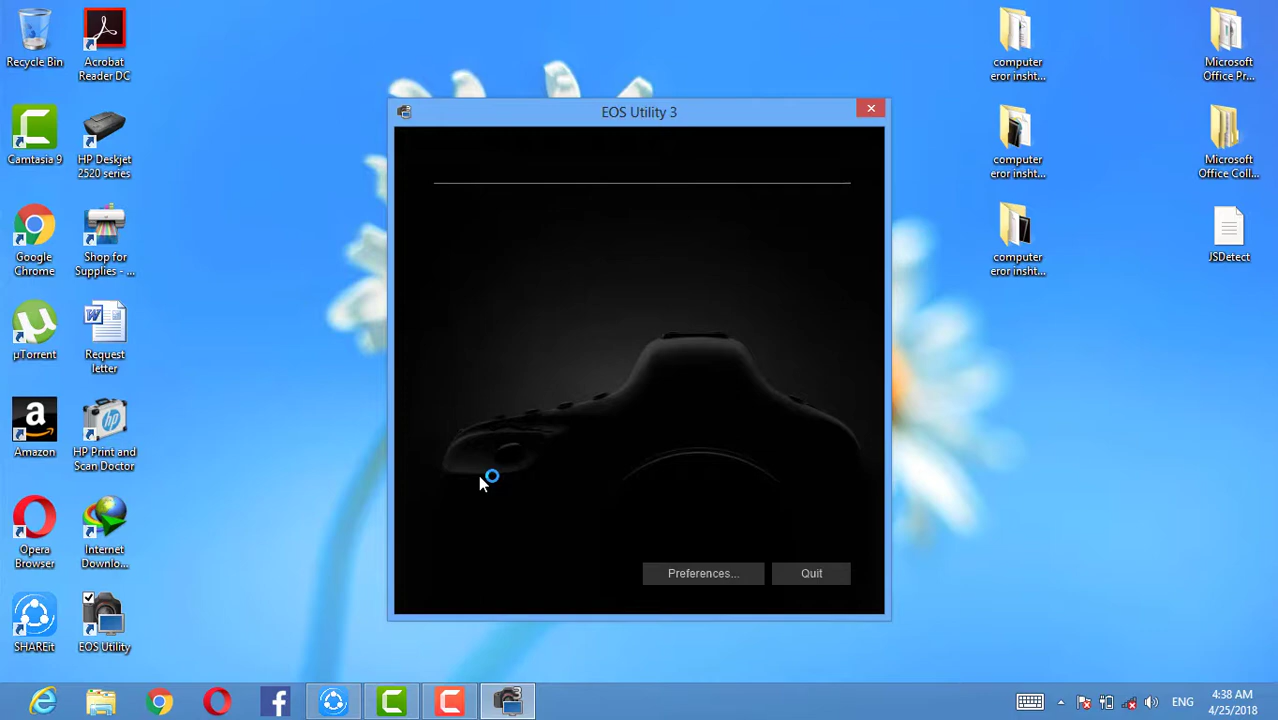 Recycle Bin
Acrobat
Reader DC
computer
eror insht...
Microsoft
Office Pr...
EOS Utility 3
Camtasia 9
HP Deskjet
2520 series
computer
eror insht...
Microsoft
Office Coll...
Google
Chrome
Shop for
Supplies - ...
computer
eror insht...
JSDetect
µTorrent
Request
letter
Amazon
HP Print and
Scan Doctor
Opera
Browser
Internet
Downlo...
Preferences...
Quit
SHAREit
EOS Utility
ENG
4:38 AM
4/25/2018